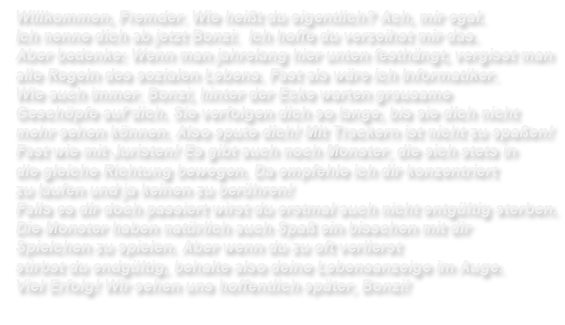 Willkommen, Fremder. Wie heißt du eigentlich? Ach, mir egal.
Ich nenne dich ab jetzt Bonzi. Ich hoffe du verzeihst mir das.
Aber bedenke: Wenn man jahrelang hier unten festhängt, vergisst man
alle Regeln des sozialen Lebens. Fast als wäre ich Informatiker.
Wie auch immer. Bonzi, hinter der Ecke warten grausame
Geschöpfe auf dich. Sie verfolgen dich so lange, bis sie dich nicht
mehr sehen können. Also spute dich! Mit Trackern ist nicht zu spaßen!
Fast wie mit Juristen! Es gibt auch noch Monster, die sich stets in
die gleiche Richtung bewegen. Da empfehle ich dir konzentriert
zu laufen und ja keinen zu berühren!
Falls es dir doch passiert wirst du erstmal auch nicht entgültig sterben.
Die Monster haben natürlich auch Spaß ein bisschen mit dir
Spielchen zu spielen. Aber wenn du zu oft verlierst
stirbst du endgültig, behalte also deine Lebensanzeige im Auge.
Viel Erfolg! Wir sehen uns hoffentlich später, Bonzi!